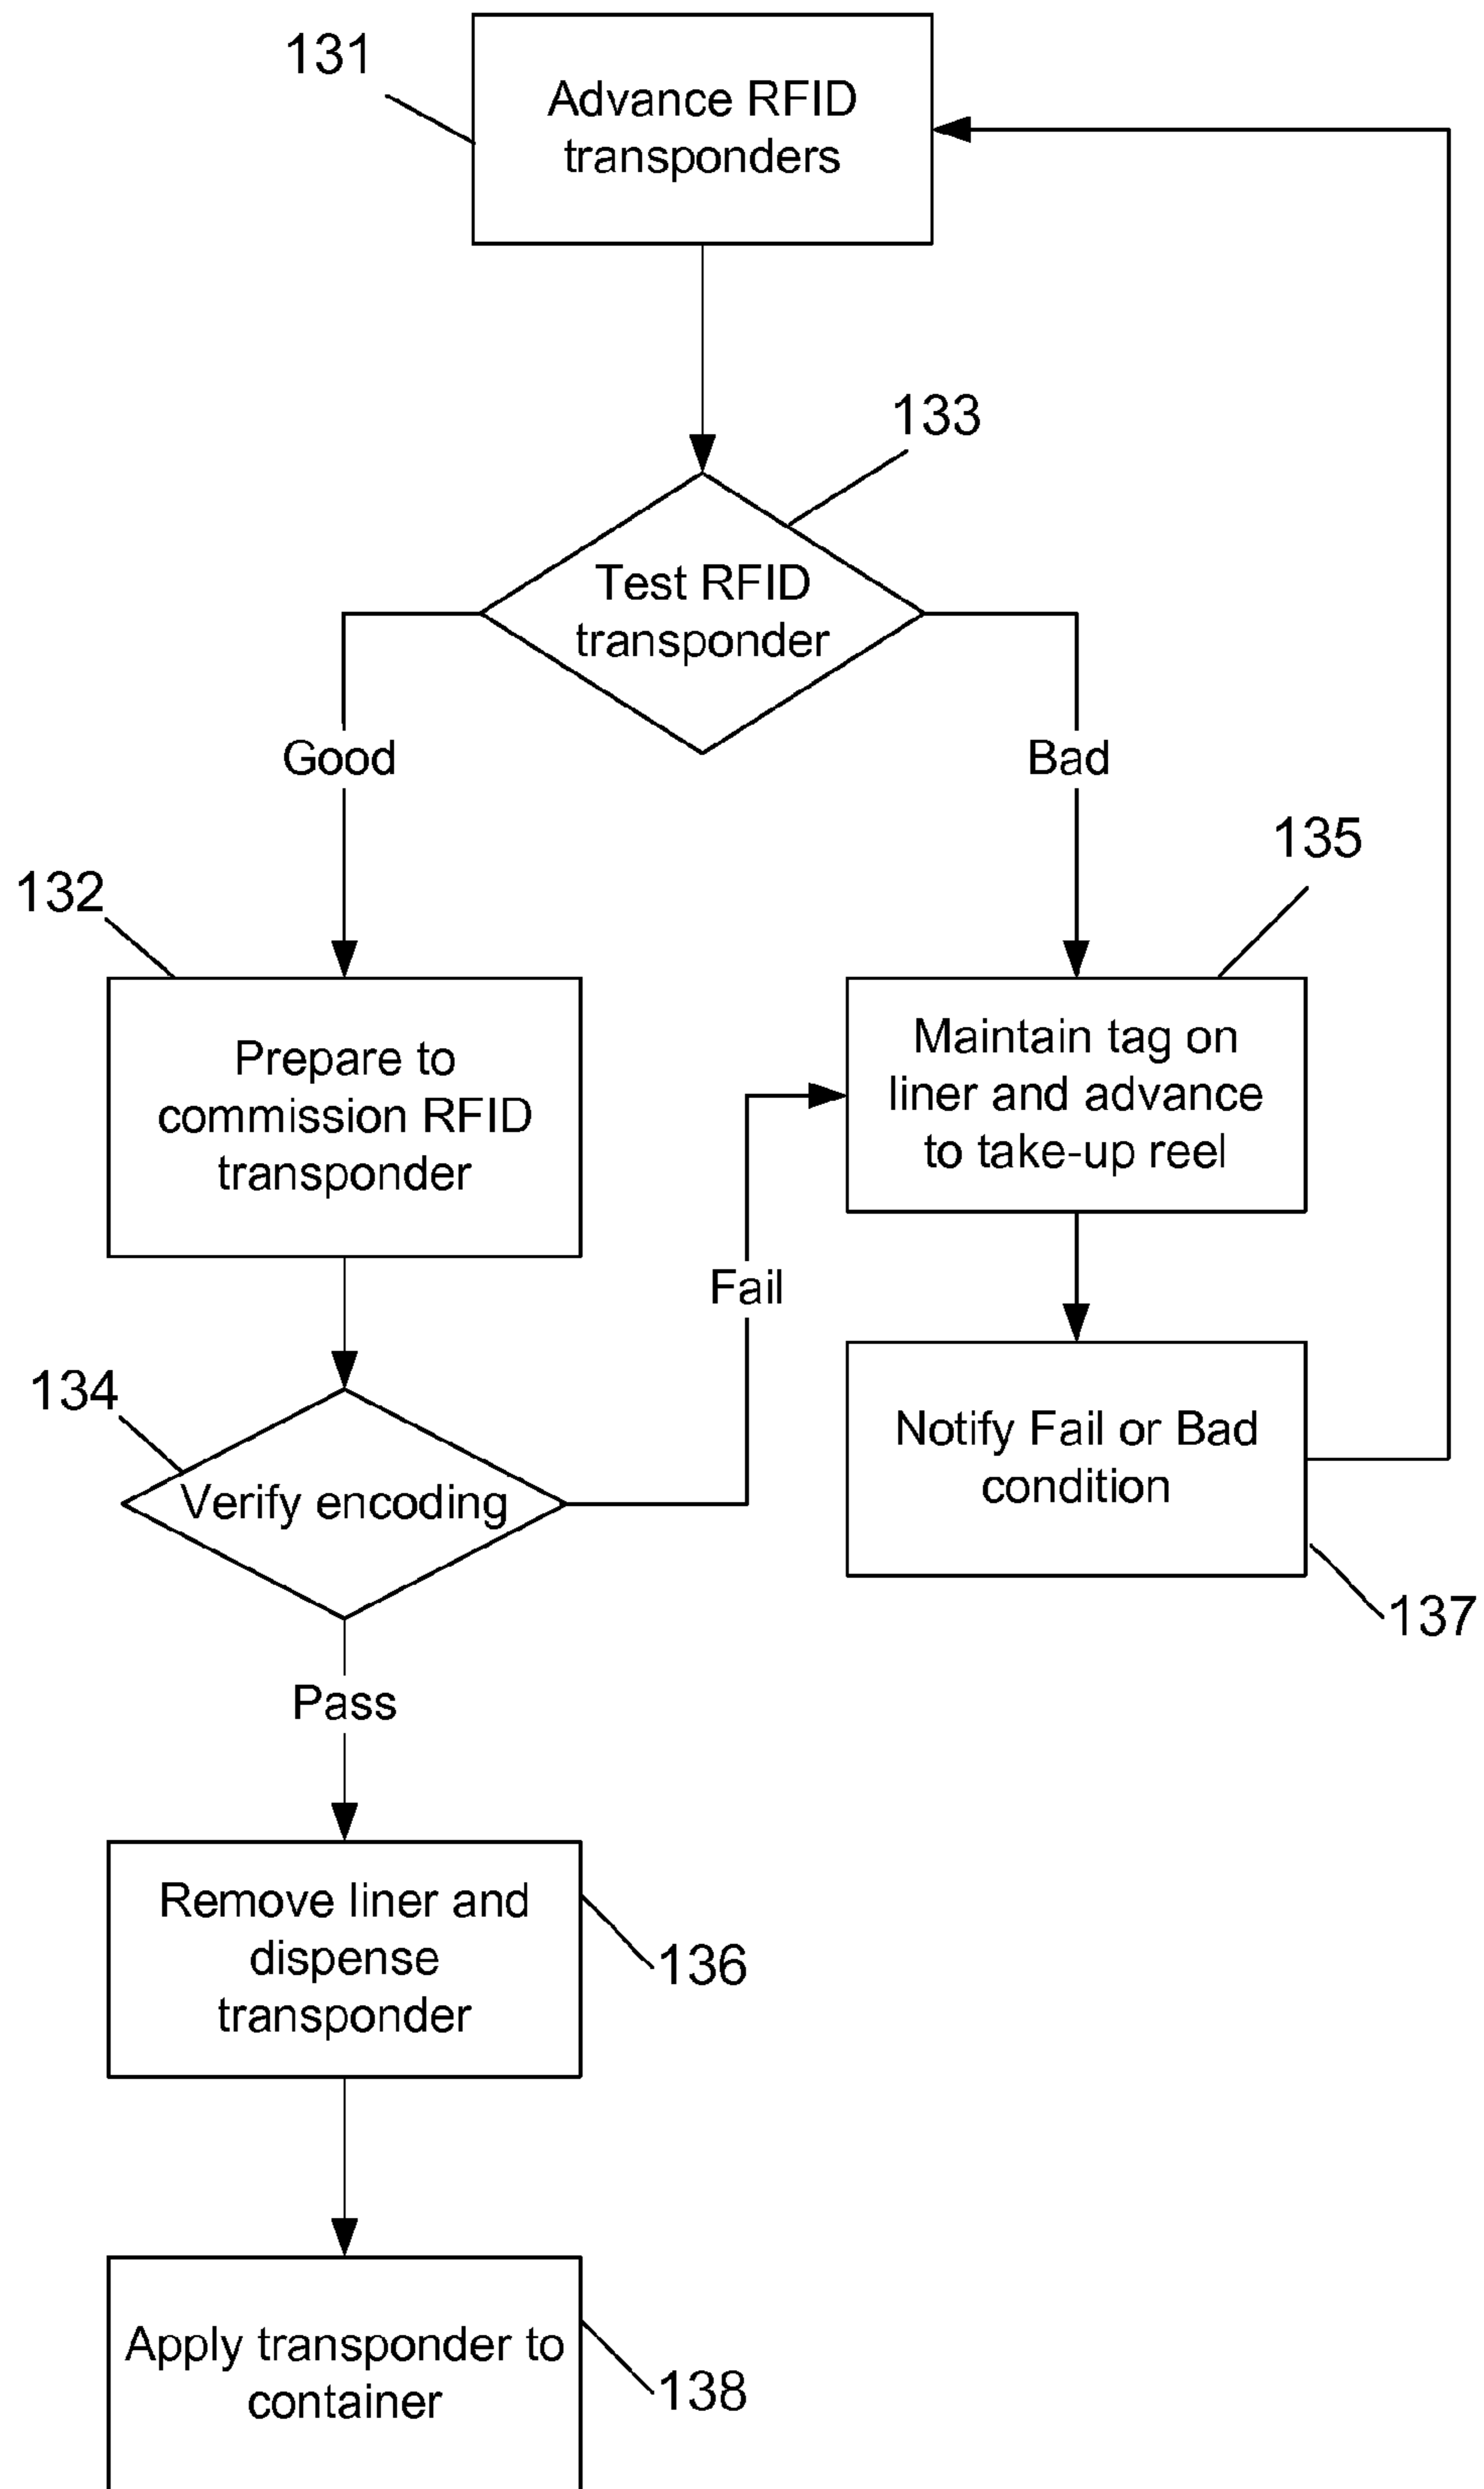 131
Advance RFID
transponders
133
Test RFID
transponder
Good
Bad
135
132
Prepare to
commission RFID
transponder
Maintain tag on
liner and advance
to take-up reel
Fail
134
Verify encoding
Notify Fail or Bad
condition
137
Pass
Remove liner and
dispense
transponder
136
Apply transponder to
container
138